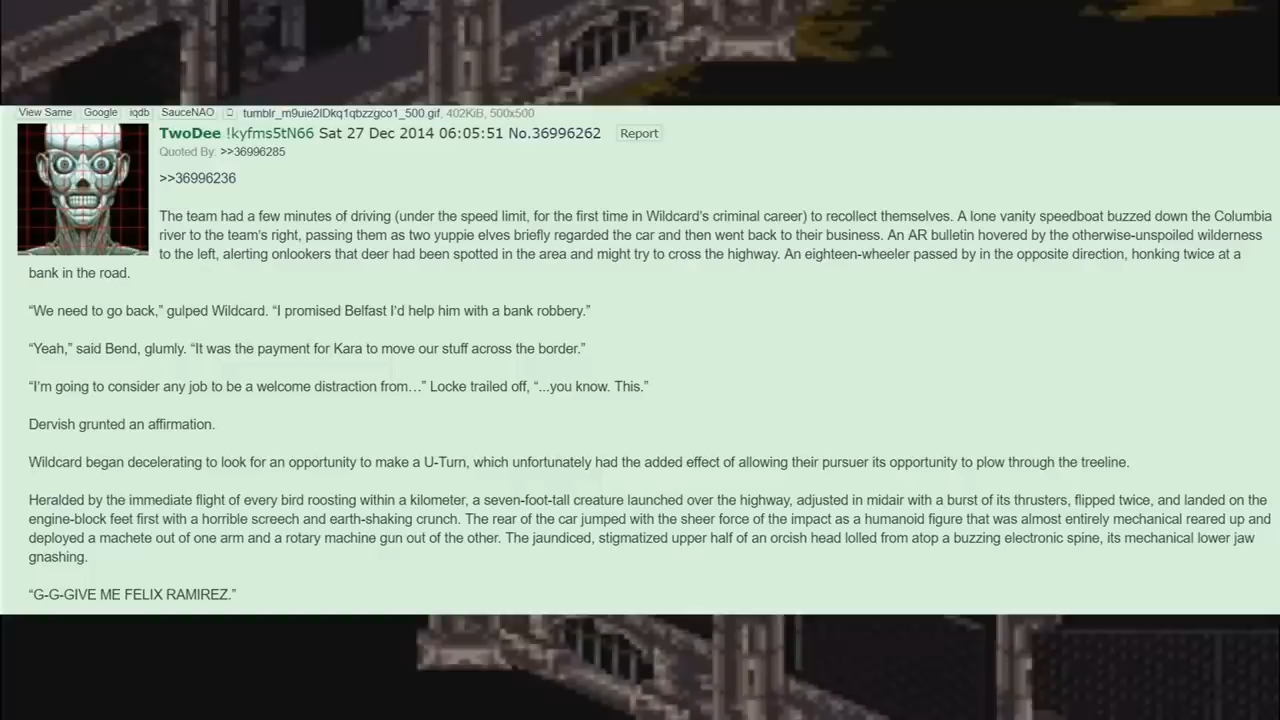 View Same Google iqdb SauceNAO tumblr_m9uie2lDkq1qbzzgco1_500.gif, 402KiB, 500x500
TwoDee !kyfms5tN66 Sat 27 Dec 2014 06:05:51 No.36996262 Report
Quoted By: >>36996285
>>36996236
The team had a few minutes of driving (under the speed limit, for the first time in Wildcard's criminal career) to recollect themselves. A lone vanity speedboat buzzed down the Columbia
river to the team's right, passing them as two yuppie elves briefly regarded the car and then went back to their business. An AR bulletin hovered by the otherwise-unspoiled wilderness
to the left, alerting onlookers that deer had been spotted in the area and might try to cross the highway. An eighteen-wheeler passed by in the opposite direction, honking twice at a
bank in the road.
“We need to go back,” gulped Wildcard. “I promised Belfast I'd help him with a bank robbery.”
“Yeah,” said Bend, glumly. “It was the payment for Kara to move our stuff across the border.”
“I'm going to consider any job to be a welcome distraction from…” Locke trailed off, “...you know. This.”
Dervish grunted an affirmation.
Wildcard began decelerating to look for an opportunity to make a U-Turn, which unfortunately had the added effect of allowing their pursuer its opportunity to plow through the treeline.
Heralded by the immediate flight of every bird roosting within a kilometer, a seven-foot-tall creature launched over the highway, adjusted in midair with a burst of its thrusters, flipped twice, and landed on the
engine-block feet first with a horrible screech and earth-shaking crunch. The rear of the car jumped with the sheer force of the impact as a humanoid figure that was almost entirely mechanical reared up and
deployed a machete out of one arm and a rotary machine gun out of the other. The jaundiced, stigmatized upper half of an orcish head lolled from atop a buzzing electronic spine, its mechanical lower jaw
gnashing.
“G-G-GIVE ME FELIX RAMIREZ.”